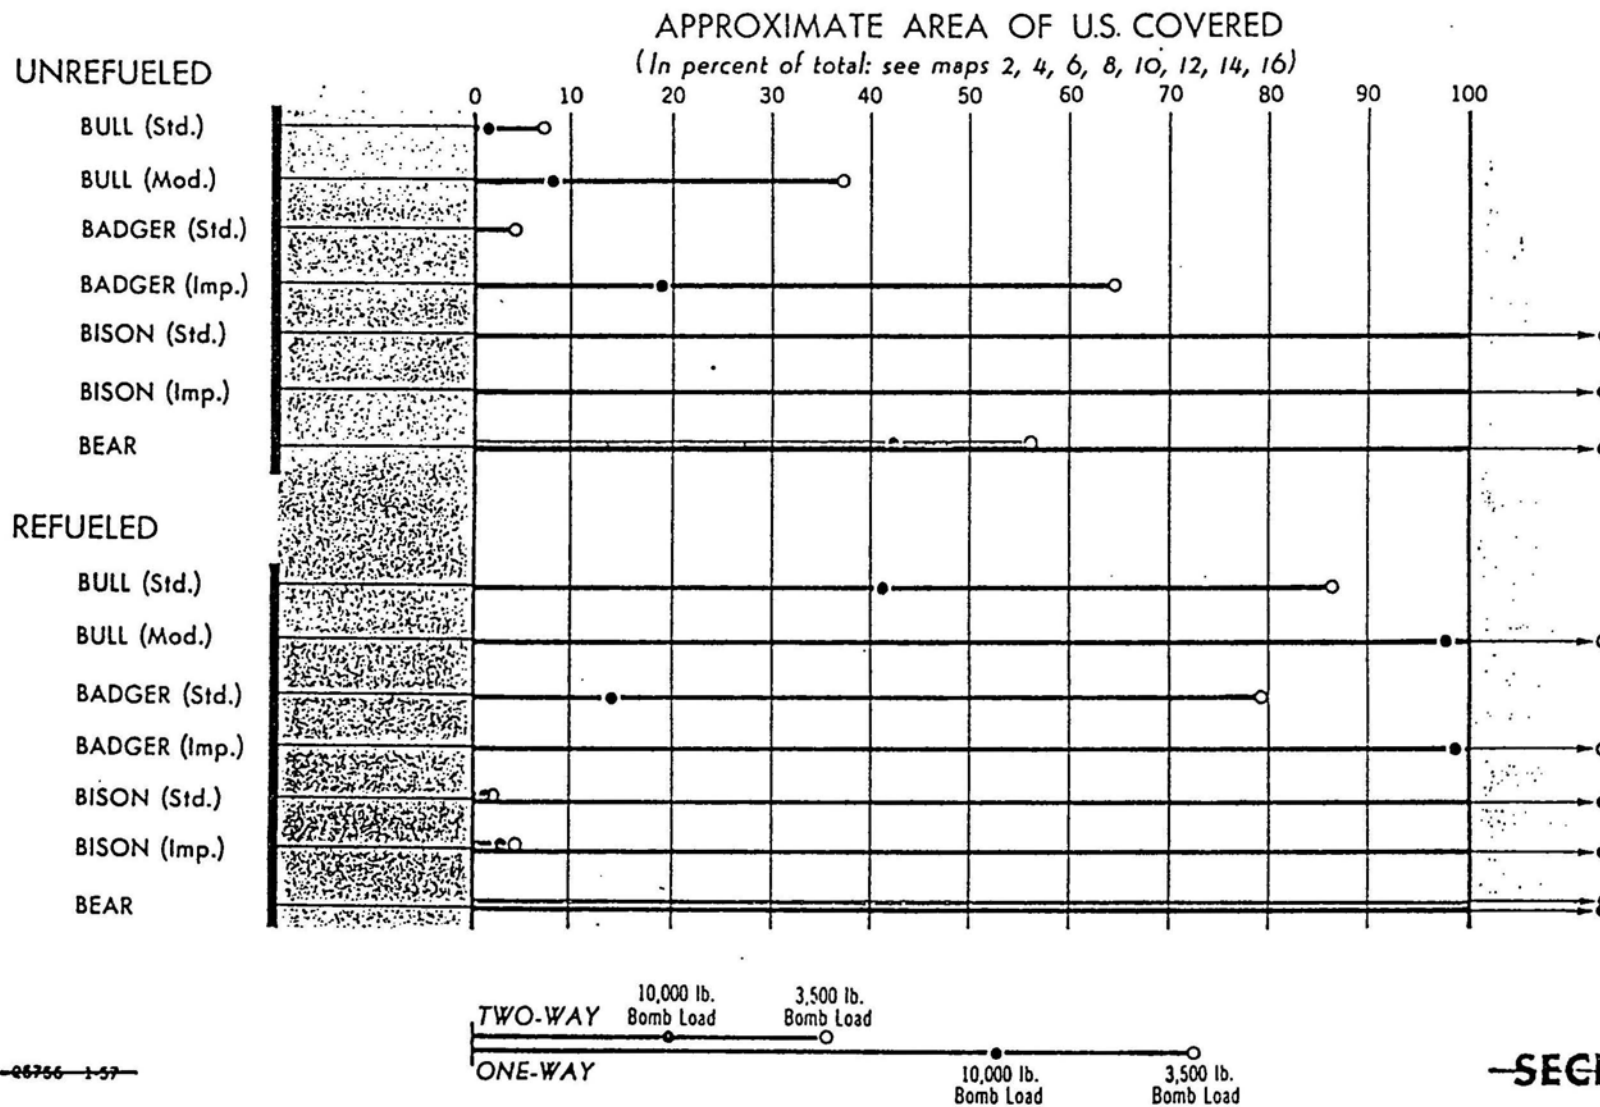 APPROXIMATE AREA OF U.S. COVERED
(In percent of total: see maps 2, 4, 6, 8, 10, 12, 14, 16)
UNREFUELED
0 10 20 30 40 50 60 70 80 90 100
BULL (Std.)
BULL (Mod.)
BADGER (Std.)
BADGER (Imp.)
BISON (Std.)
BISON (Imp.)
BEAR
REFUELED
BULL (Std.)
BULL (Mod.)
BADGER (Std.)
BADGER (Imp.)
BISON (Std.)
BISON (Imp.)
BEAR
10,000 lb. 3,500 lb.
TWO-WAY Bomb Load Bomb Load
ONE-WAY
10,000 lb. 3,500 lb.
Bomb Load Bomb Load
1-57